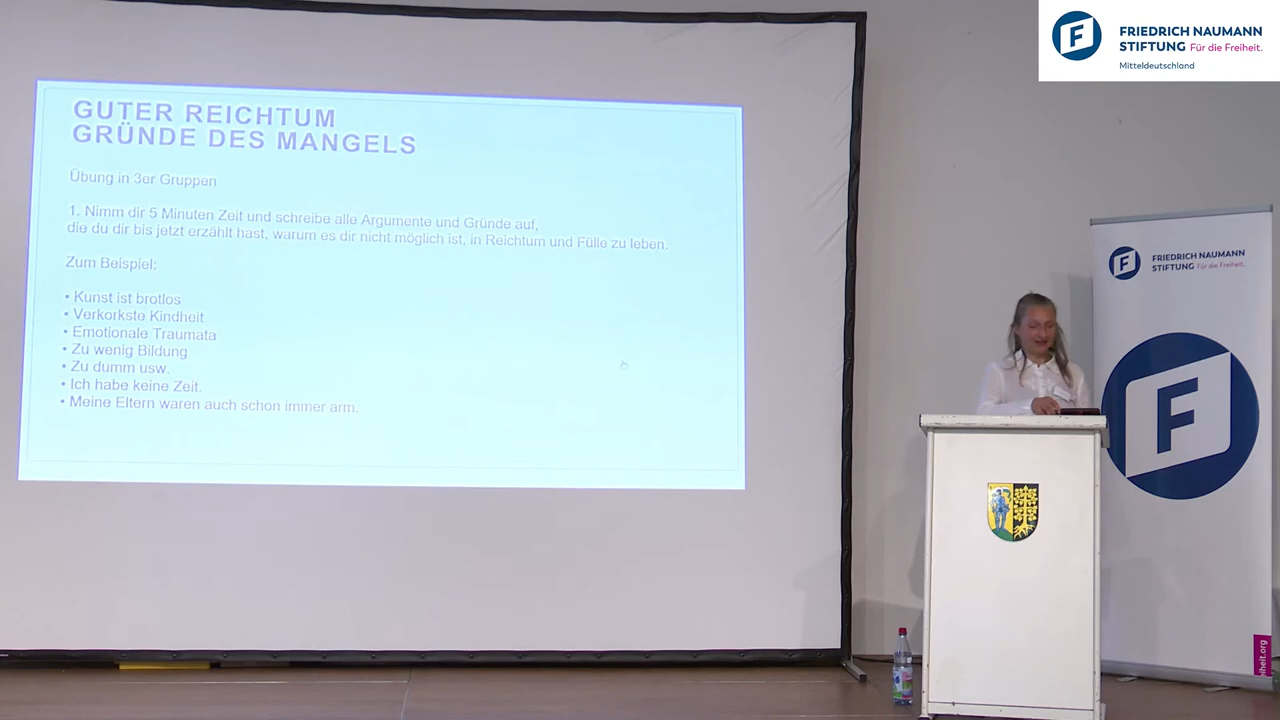 GUTER REICHTUM
GRÜNDE DES MANGELS
Übung in 3er Gruppen
1. Nimm dir 5 Minuten Zeit und schreibe alle Argumente und Gründe auf,
die du dir bis jetzt erzählt hast, warum es dir nicht möglich ist, in Reichtum und Fülle zu leben.
Zum Beispiel:
• Kunst ist brotlos
• Verkorkste Kindheit
• Emotionale Traumata
• Zu wenig Bildung
• Zu dumm usw.
• Ich habe keine Zeit.
• Meine Eltern waren auch schon immer arm.
F
FRIEDRICH NAUMANN
STIFTUNG Für die Freiheit.
Mitteldeutschland
F
FRIEDRICH NAUMANN
STIFTUNG Für die Freiheit.
F
eiheit.org